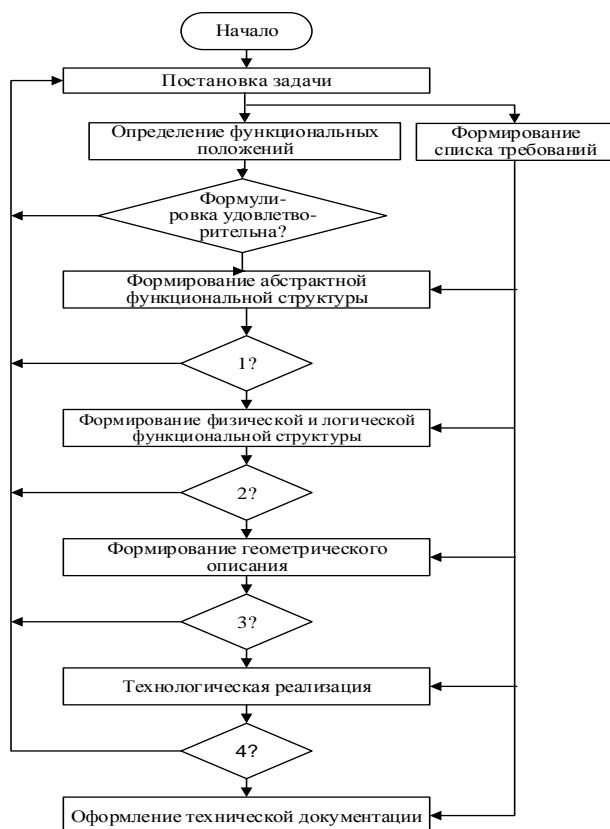 Начало
Постановка задачи
Определение функциональных
положений
Формирование
списка требований
Формули-
ровка удовлетво-
рительна?
Формирование абстрактной
функциональной структуры
1?
Формирование физической и логической
функциональной структуры
2?
Формирование геометрического
описания
3?
Технологическая реализация
4?
Оформление технической документации